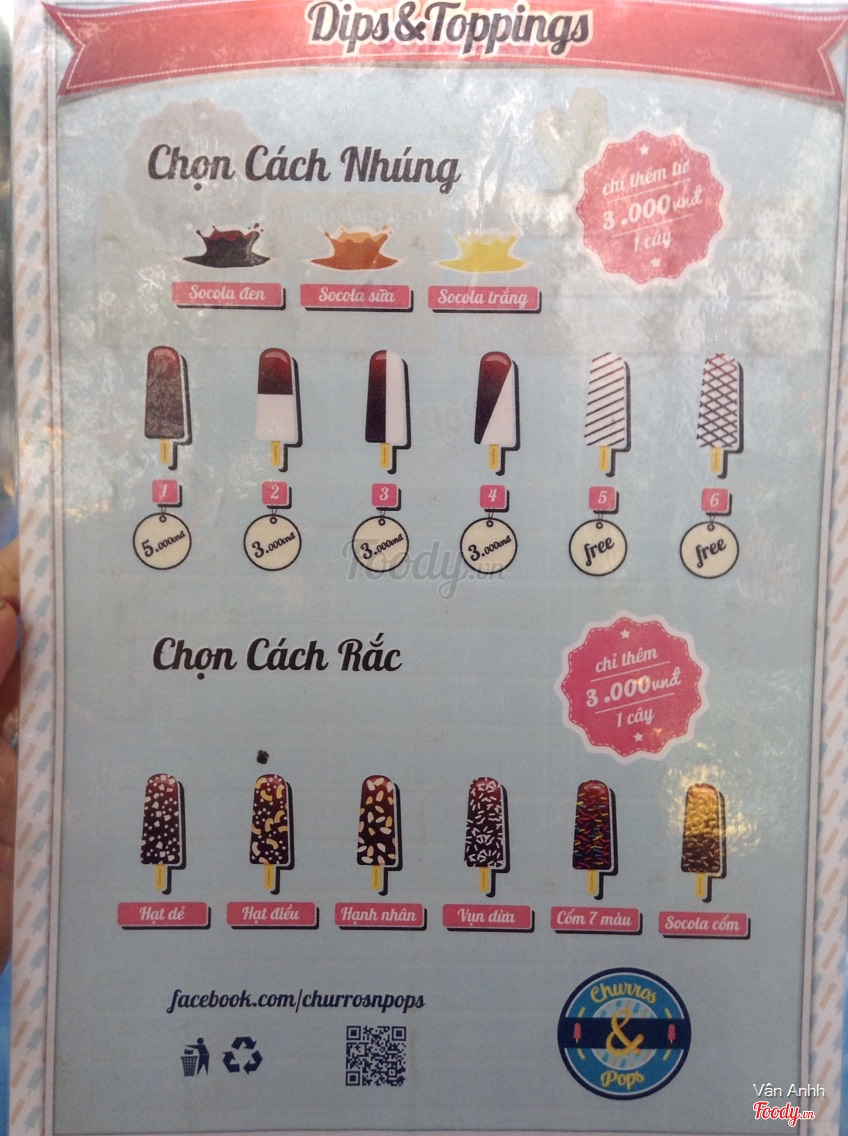 Dips&Toppings
Chọn Cách Nhúng
chỉ thêm từ
3.000vnđ
1 cây
Socola đen
Socola sữa
Socola trắng
1
2
3
4
5
6
5.000vnđ
3.000vnđ
3.000vnđ
3.000vnđ
free
free
Foody.vn
Chọn Cách Rắc
chỉ thêm
3.000vnđ
1 cây
Hạt dẻ
Hạt điều
Hạnh nhân
Vụn dừa
Cốm 7 màu
Socola cốm
facebook.com/churrosnpops
Churros
&
Pops
Vân Anhh
Foody.vn